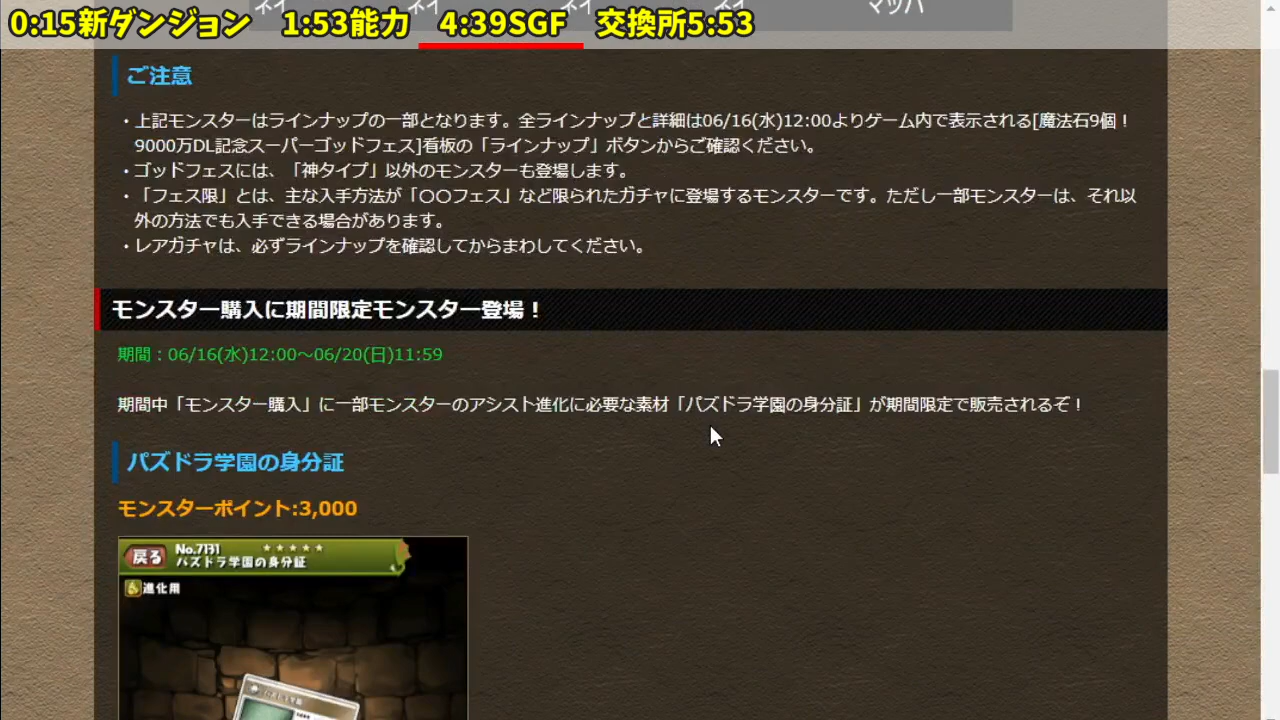 0:15新ダンジョン 1:53能力 4:39SGF 交換所5:53
ご注意
・上記モンスターはラインナップの一部となります。全ラインナップと詳細は06/16(水)12:00よりゲーム内で表示される[魔法石9個！
9000万DL記念スーパーゴッドフェス]看板の「ラインナップ」ボタンからご確認ください。
・ゴッドフェスには、「神タイプ」以外のモンスターも登場します。
・「フェス限」とは、主な入手方法が「〇〇フェス」など限られたガチャに登場するモンスターです。ただし一部モンスターは、それ以
外の方法でも入手できる場合があります。
・レアガチャは、必ずラインナップを確認してからまわしてください。
モンスター購入に期間限定モンスター登場！
期間：06/16(水)12:00～06/20(日)11:59
期間中「モンスター購入」に一部モンスターのアシスト進化に必要な素材「パズドラ学園の身分証」が期間限定で販売されるぞ！
パズドラ学園の身分証
モンスターポイント:3,000
戻る No.7131 ★★★★★
パズドラ学園の身分証
進化用
パズドラ学園